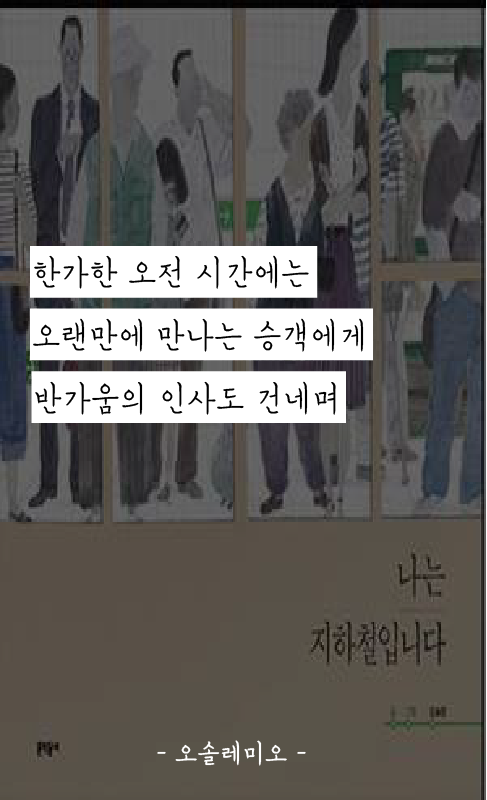 한가한 오전 시간에는
오랜만에 만나는 승객에게
반가움의 인사도 건네며
나는
지하철입니다
- 오솔레미오 -